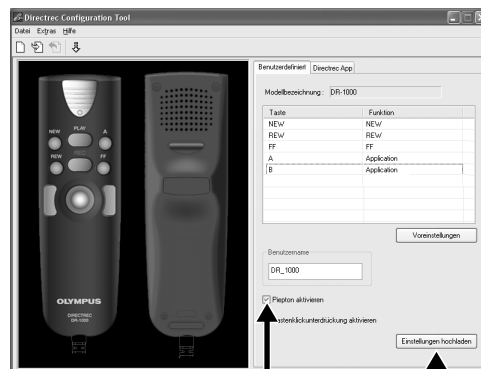 Directrec Configuration Tool
Datei Extras Hilfe
Benutzerdefiniert Directrec App
Modellbezeichnung : DR-1000
Taste Funktion
NEW NEW
REW REW
FF FF
A Application
B Application
Voreinstellungen
Benutzername
DR_1000
Piepton aktivieren
astenklickunterdrückung aktivieren
Einstellungen hochladen
NEW PLAY A
REW REC FF
OLYMPUS
DIRECTREC
DR-1000